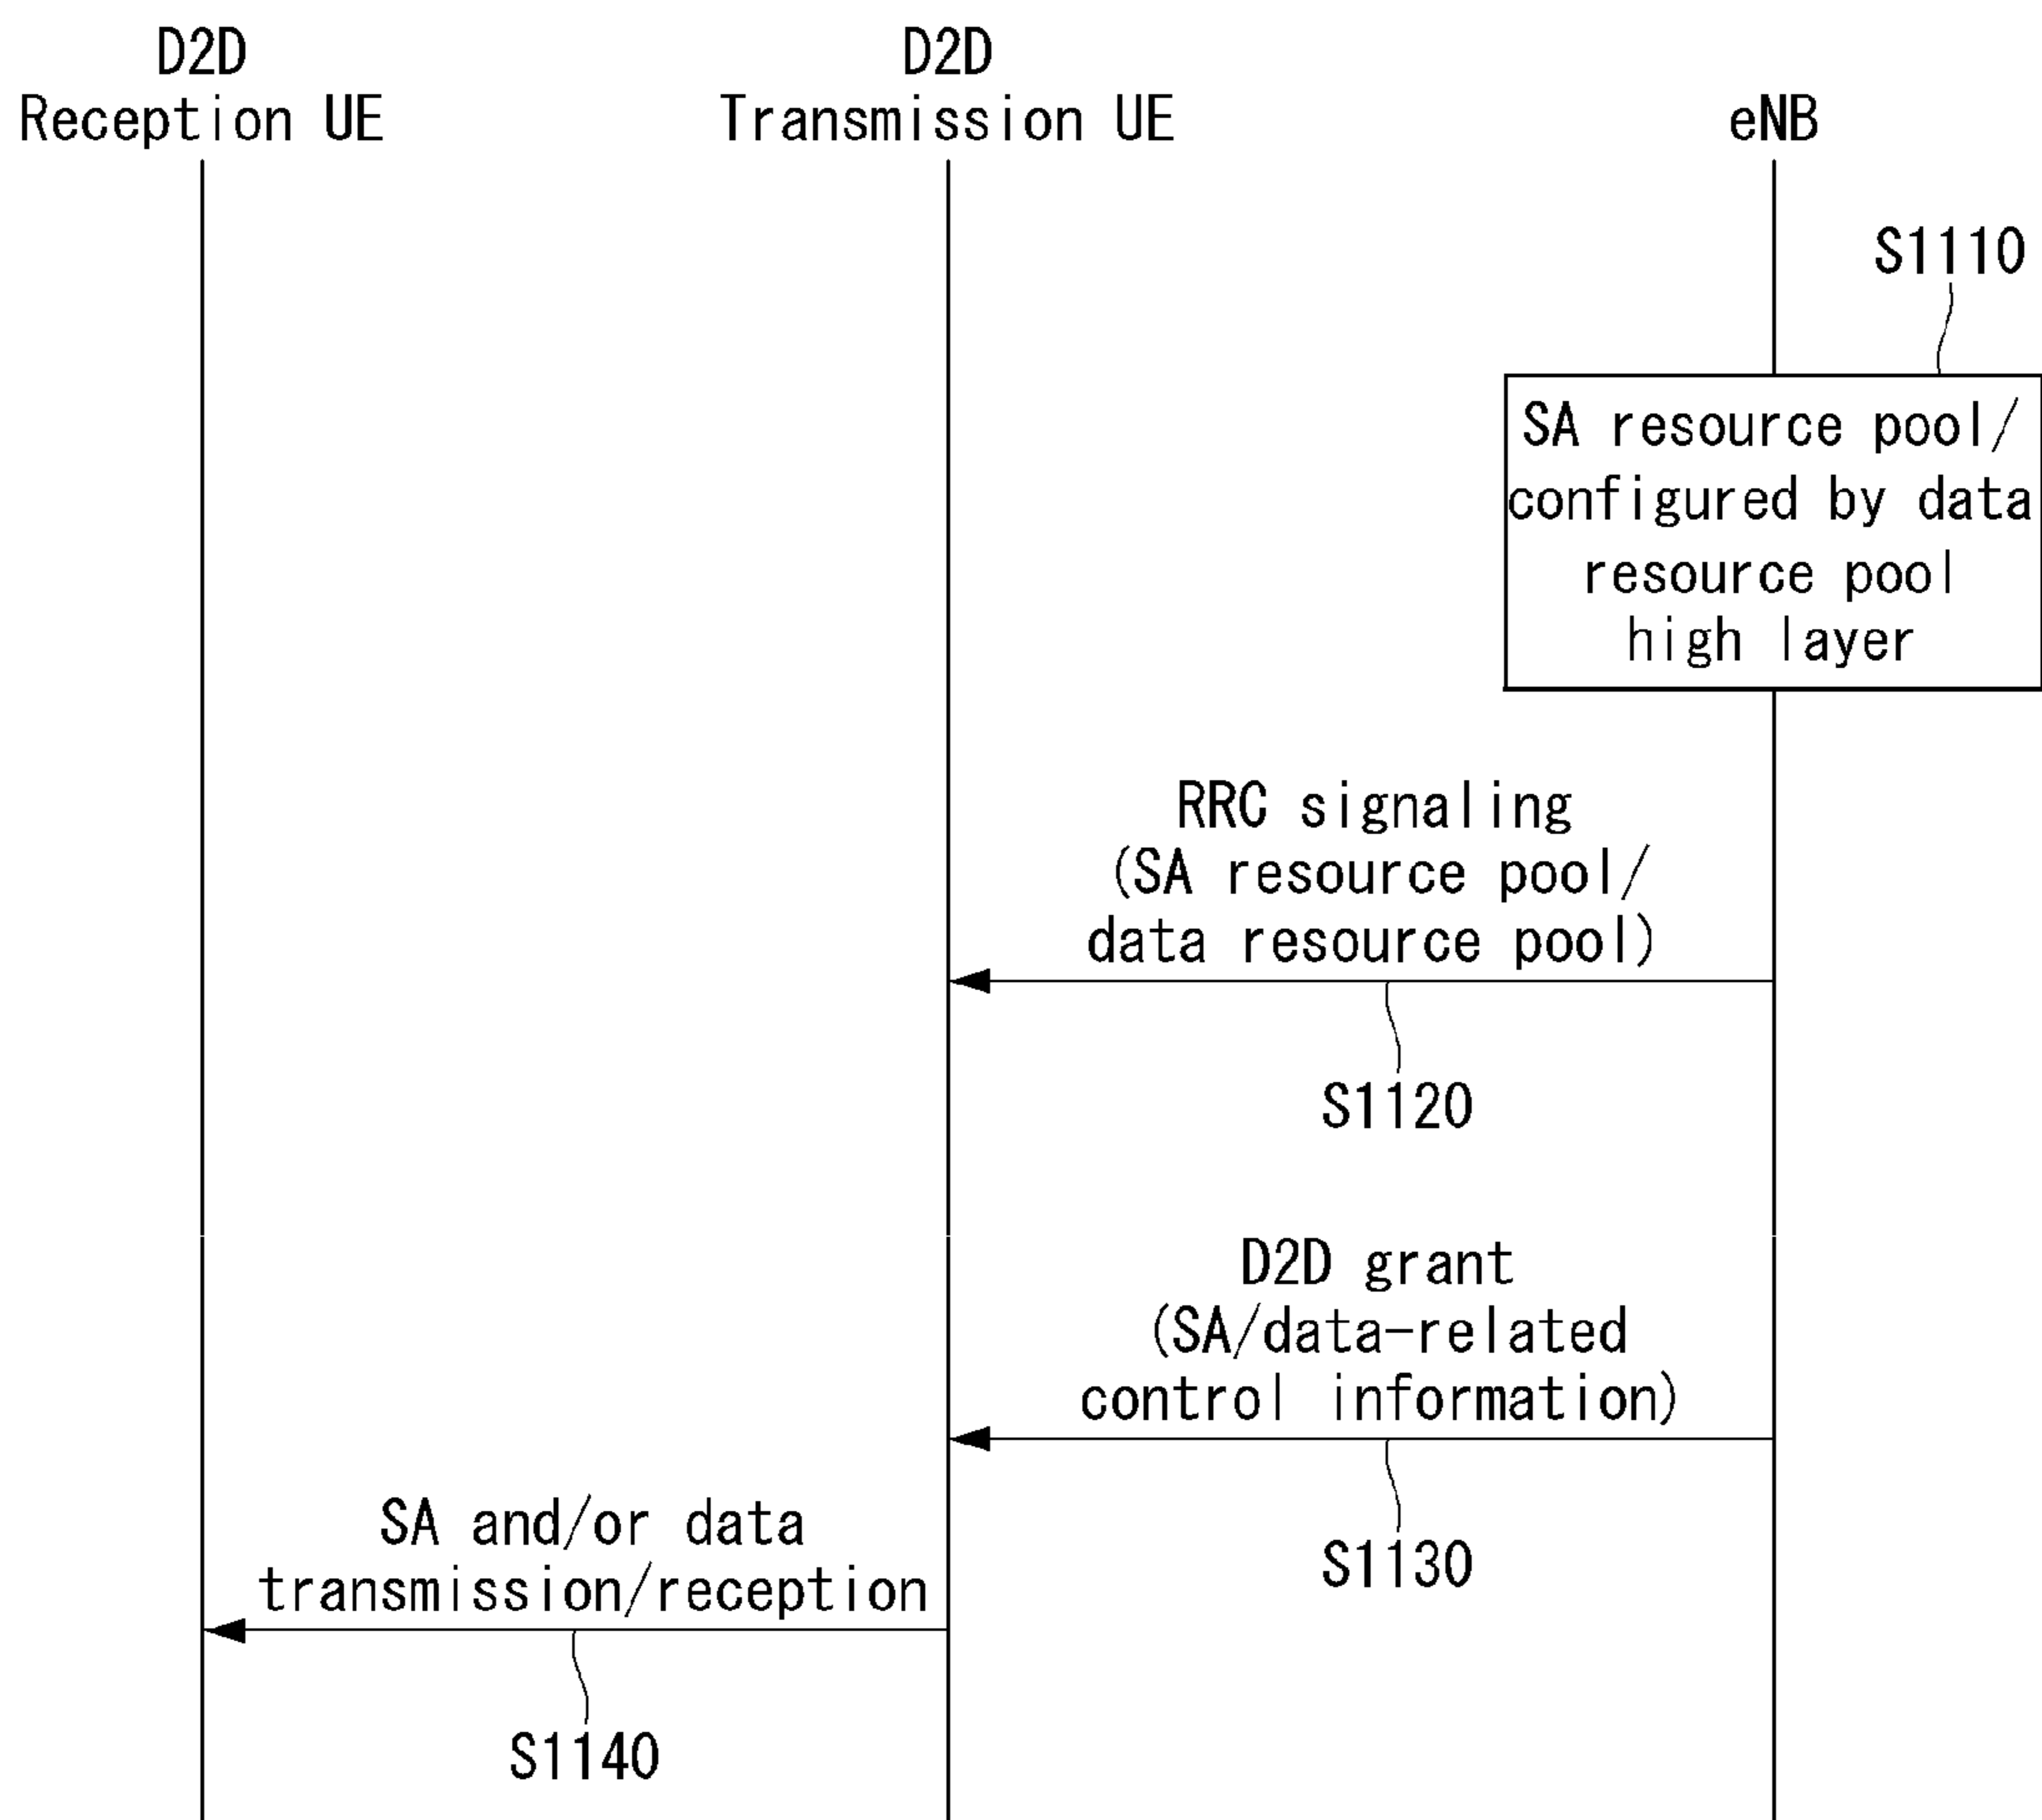 D2D
Reception UE
D2D
Transmission UE
eNB
S1110
SA resource pool/
configured by data
resource pool
high layer
RRC signaling
(SA resource pool/
data resource pool)
S1120
D2D grant
(SA/data-related
control information)
S1130
SA and/or data
transmission/reception
S1140